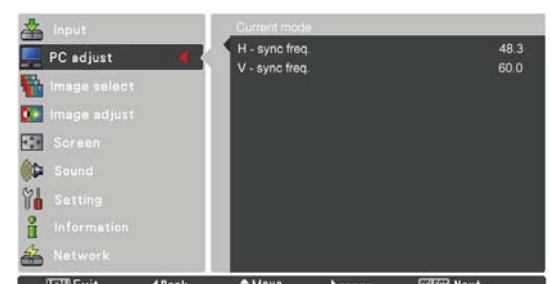 Input
PC adjust
Image select
Image adjust
Screen
Sound
Setting
Information
Network
Current mode
H - sync freq. 48.3
V - sync freq. 60.0
Exit Back Move ----- Next